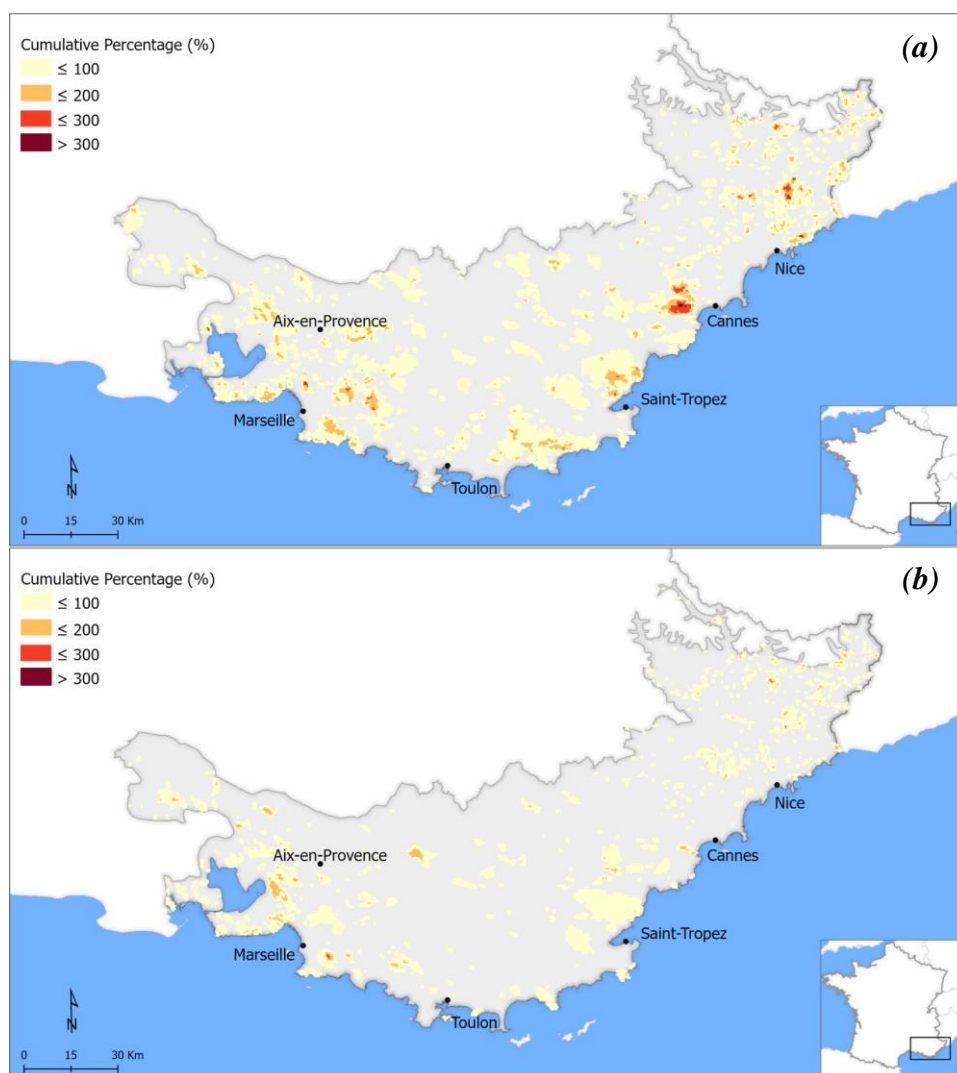 Cumulative Percentage (%)
(a)
≤ 100
≤ 200
≤ 300
> 300
Nice
Cannes
Aix-en-Provence
Saint-Tropez
Marseille
Toulon
N
0 15 30 Km
Cumulative Percentage (%)
(b)
≤ 100
≤ 200
≤ 300
> 300
Nice
Cannes
Aix-en-Provence
Saint-Tropez
Marseille
Toulon
N
0 15 30 Km